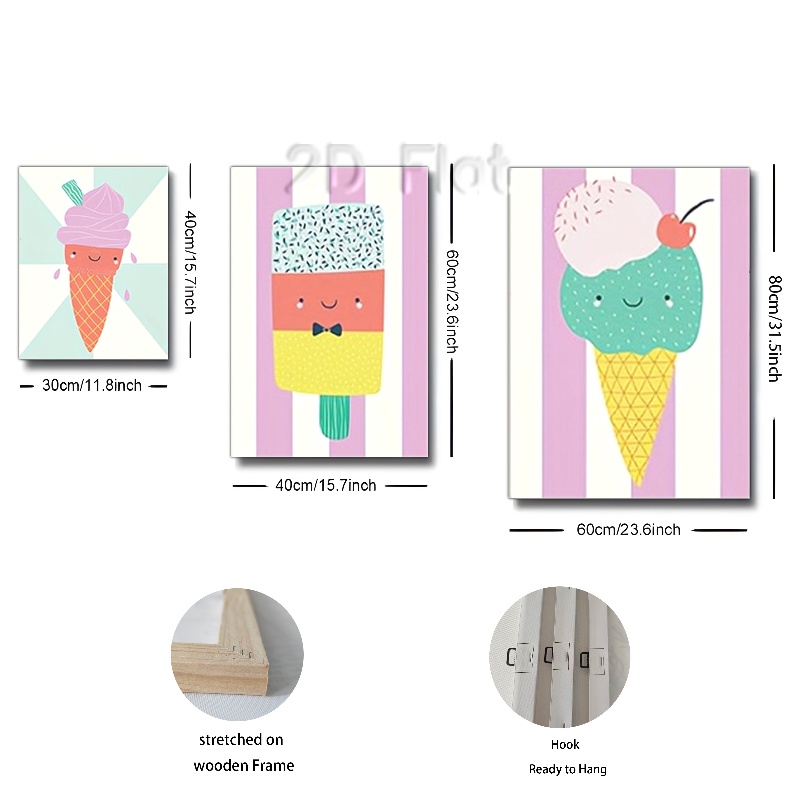 2D Flat
40cm/15.7inch
30cm/11.8inch
60cm/23.6inch
40cm/15.7inch
80cm/31.5inch
60cm/23.6inch
stretched on
wooden Frame
Hook
Ready to Hang